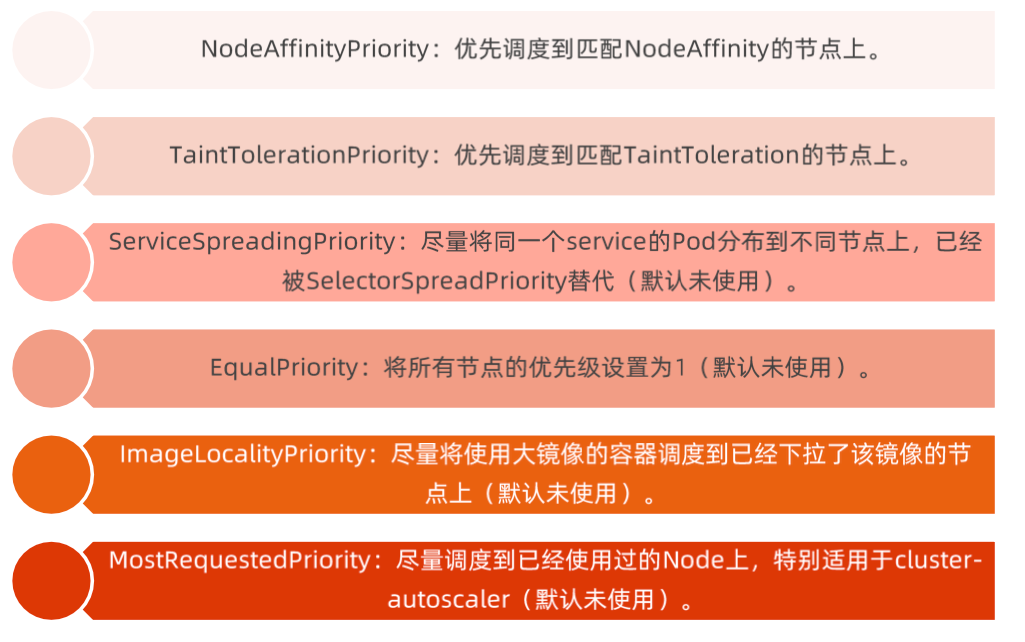 NodeAffinityPriority：优先调度到匹配NodeAffinity的节点上。
TaintTolerationPriority：优先调度到匹配TaintToleration的节点上。
ServiceSpreadingPriority：尽量将同一个service的Pod分布到不同节点上，已经
被SelectorSpreadPriority替代（默认未使用）。
EqualPriority：将所有节点的优先级设置为1（默认未使用）。
ImageLocalityPriority：尽量将使用大镜像的容器调度到已经下拉了该镜像的节
点上（默认未使用）。
MostRequestedPriority：尽量调度到已经使用过的Node上，特别适用于cluster-
autoscaler（默认未使用）。